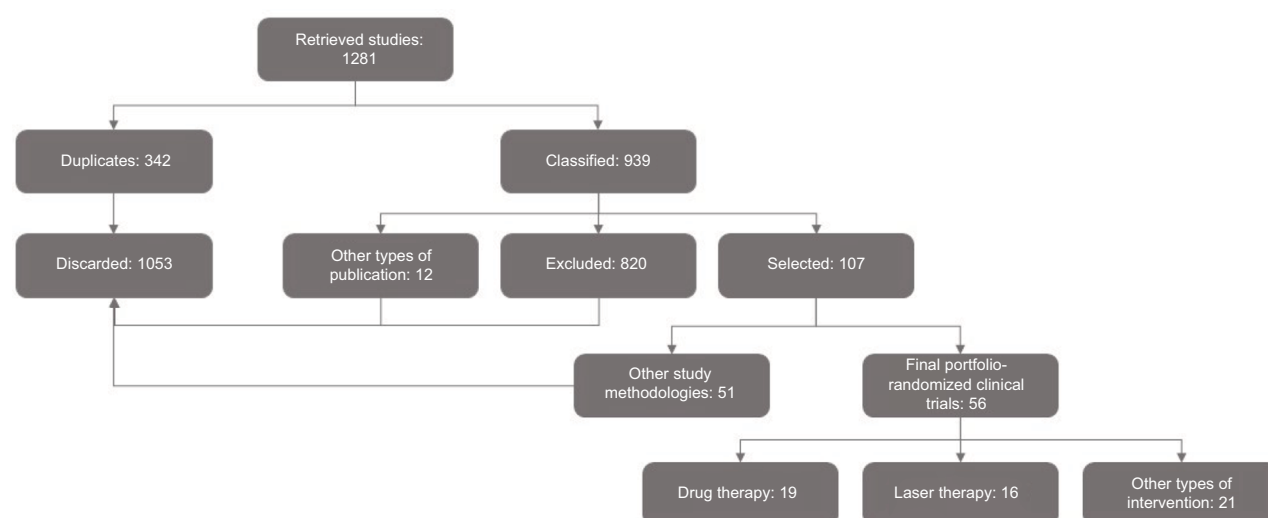 Retrieved studies:
1281
Duplicates: 342
Classified: 939
Discarded: 1053
Other types of
publication: 12
Excluded: 820
Selected: 107
Other study
methodologies: 51
Final portfolio-
randomized clinical
trials: 56
Drug therapy: 19
Laser therapy: 16
Other types of
intervention: 21